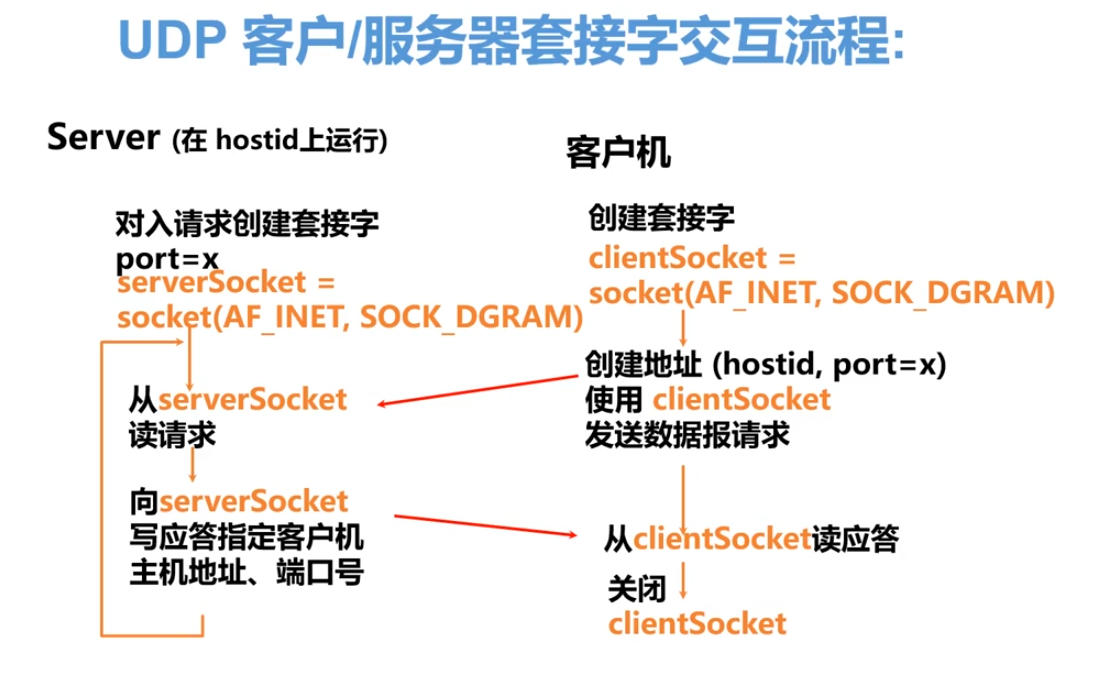 UDP 客户/服务器套接字交互流程:
Server (在 hostid上运行)
对入请求创建套接字
port=x
serverSocket =
socket(AF_INET, SOCK_DGRAM)
从serverSocket
读请求
向serverSocket
写应答指定客户机
主机地址、端口号
客户机
创建套接字
clientSocket =
socket(AF_INET, SOCK_DGRAM)
创建地址 (hostid, port=x)
使用 clientSocket
发送数据报请求
从clientSocket读应答
关闭
clientSocket